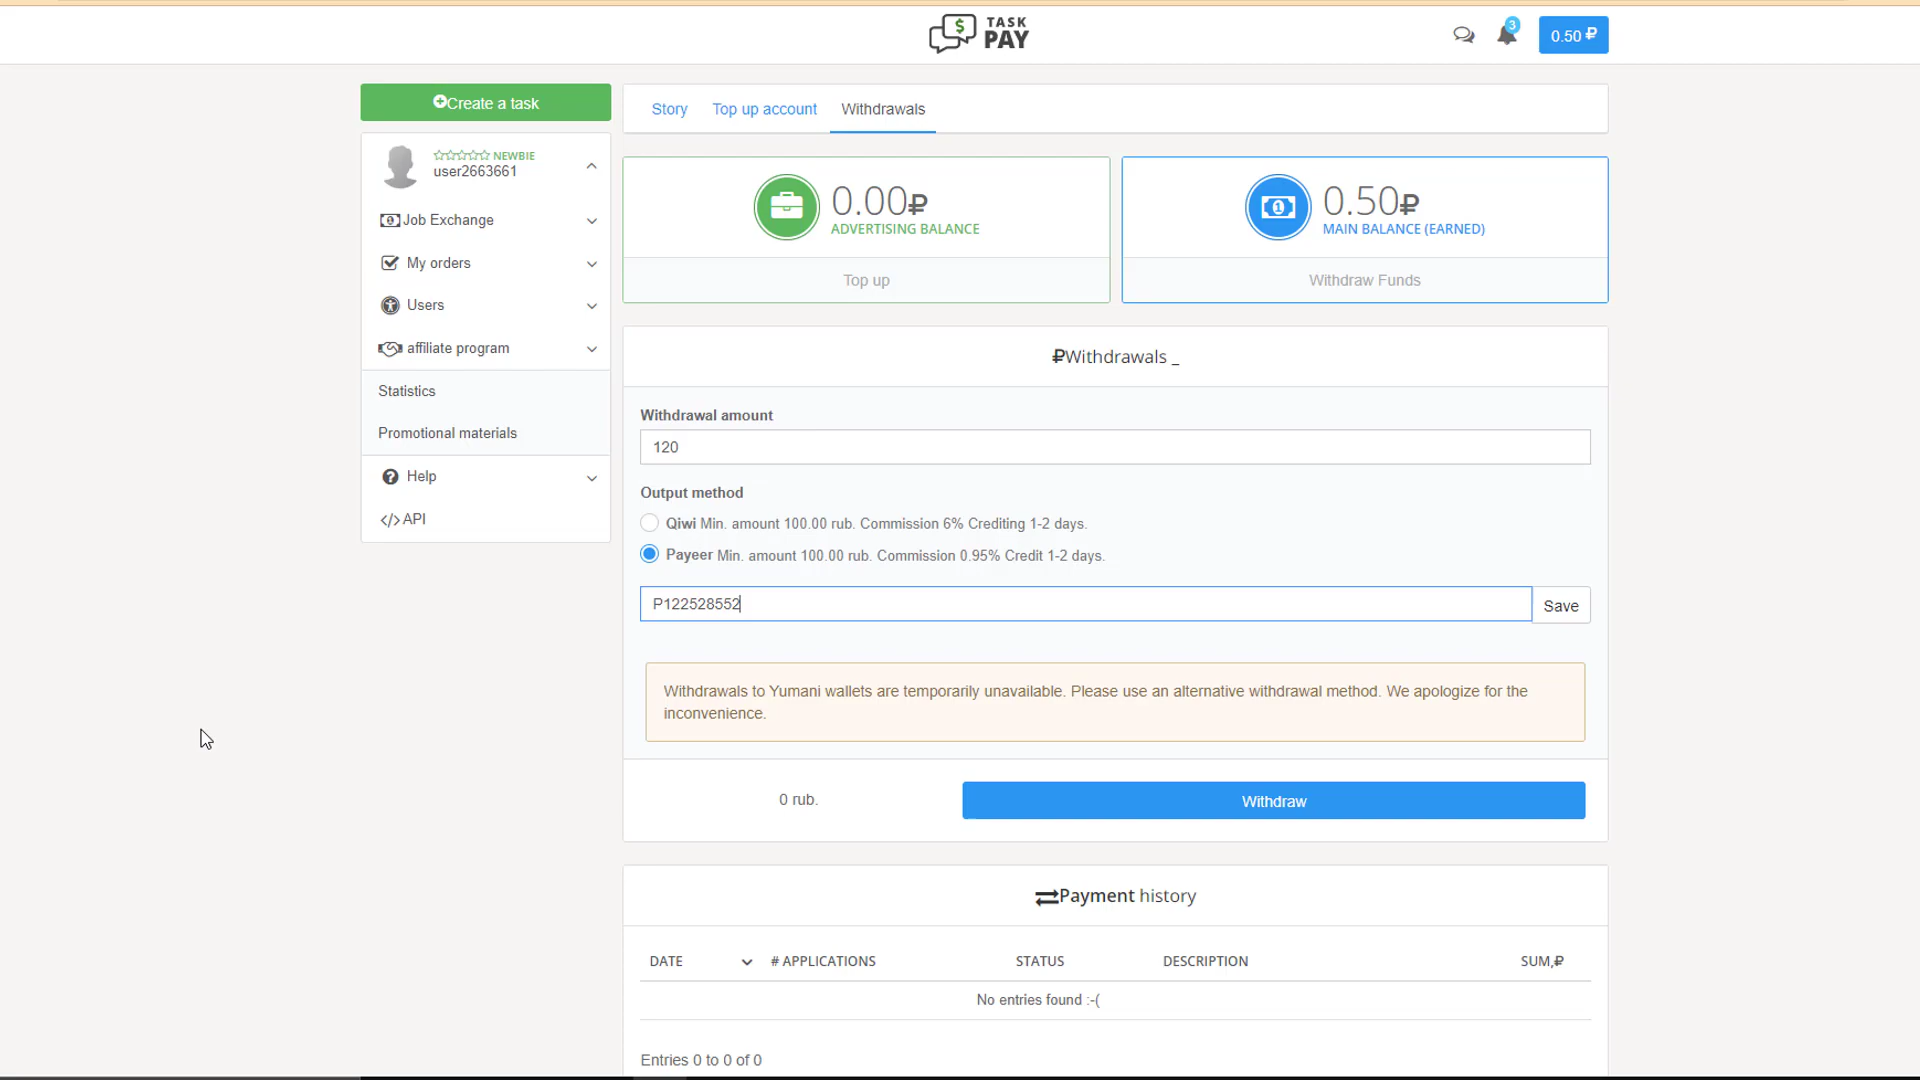 TASK
PAY
3
0.50 ₽
Create a task
Story
Top up account
Withdrawals
NEWBIE
user2663661
Job Exchange
My orders
Users
affiliate program
Statistics
Promotional materials
Help
</> API
0.00₽
ADVERTISING BALANCE
Top up
0.50₽
MAIN BALANCE (EARNED)
Withdraw Funds
₽Withdrawals _
Withdrawal amount
120
Output method
Qiwi Min. amount 100.00 rub. Commission 6% Crediting 1-2 days.
Payeer Min. amount 100.00 rub. Commission 0.95% Credit 1-2 days.
P122528552
Save
Withdrawals to Yumani wallets are temporarily unavailable. Please use an alternative withdrawal method. We apologize for the
inconvenience.
0 rub.
Withdraw
Payment history
DATE # APPLICATIONS STATUS DESCRIPTION SUM,₽
No entries found :-(
Entries 0 to 0 of 0